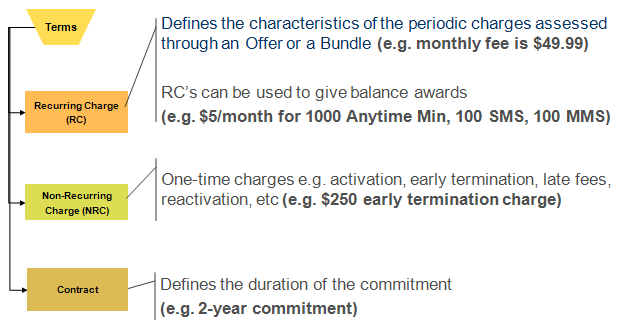 Terms
Defines the characteristics of the periodic charges assessed
through an Offer or a Bundle (e.g. monthly fee is $49.99)
Recurring Charge
(RC)
RC's can be used to give balance awards
(e.g. $5/month for 1000 Anytime Min, 100 SMS, 100 MMS)
Non-Recurring
Charge (NRC)
One-time charges e.g. activation, early termination, late fees,
reactivation, etc (e.g. $250 early termination charge)
Contract
Defines the duration of the commitment
(e.g. 2-year commitment)